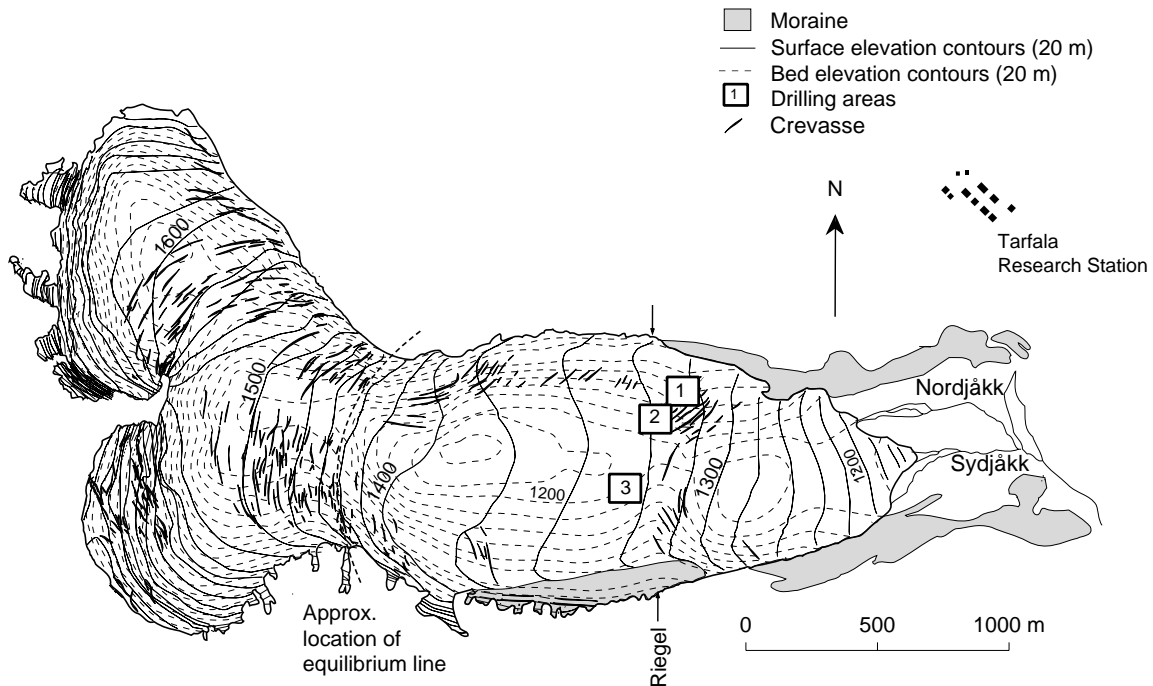 Moraine
Surface elevation contours (20 m)
Bed elevation contours (20 m)
1
Drilling areas
Crevasse
N
Tarfala
Research Station
1600
1500
1400
1200
1300
1200
1
2
3
Nordjåkk
Sydjåkk
Approx.
location of
equilibrium line
Riegel
0 500 1000 m